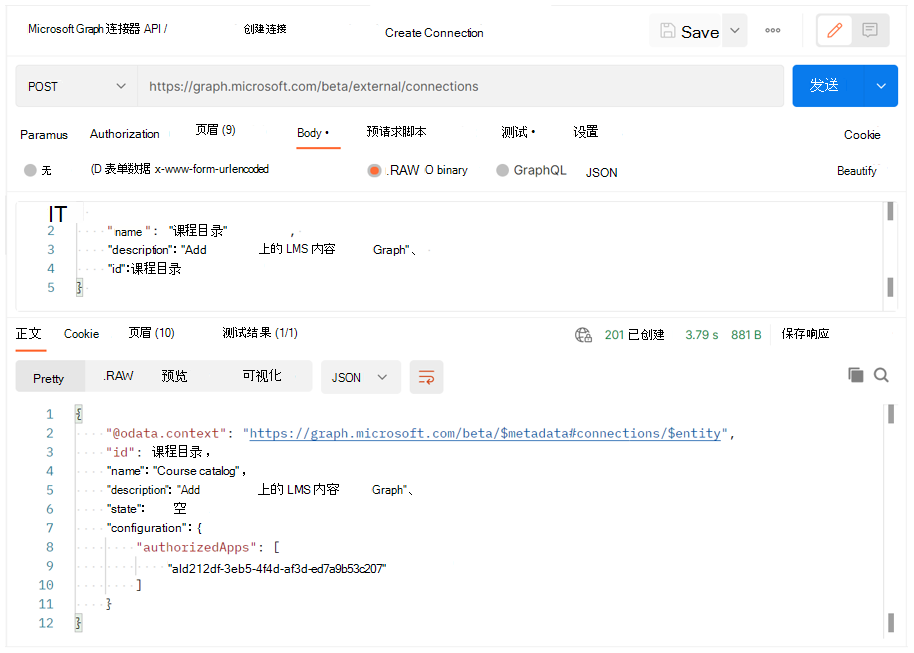 Microsoft Graph 连接器 API / 创建连接 Create Connection Save
POST https://graph.microsoft.com/beta/external/connections 发送
Paramus Authorization 页眉 (9) Body • 预请求脚本 测试 • 设置 Cookie
无 (D 表单数据 x-www-form-urlencoded .RAW O binary GraphQL JSON Beautify
IT
2 "name": "课程目录" ,
3 "description": "Add 上的 LMS 内容 Graph"、
4 "id":课程目录
5 }
正文 Cookie 页眉 (10) 测试结果 (1/1) 201 已创建 3.79 s 881 B 保存响应
Pretty .RAW 预览 可视化 JSON
1 {
2 "@odata.context": "https://graph.microsoft.com/beta/$metadata#connections/$entity",
3 "id": 课程目录，
4 "name": "Course catalog",
5 "description": "Add 上的 LMS 内容 Graph"、
6 "state": 空
7 "configuration": {
8 "authorizedApps": [
9 "ald212df-3eb5-4f4d-af3d-ed7a9b53c207"
10 ]
11 }
12 }